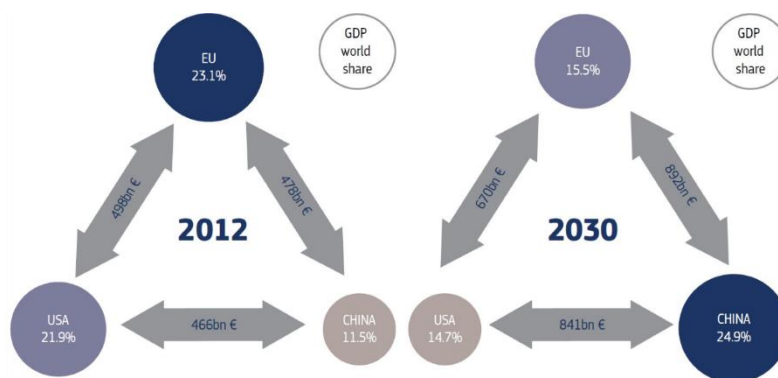 EU
23.1%
GDP
world
share
498bn €
478bn €
2012
USA
21.9%
466bn €
CHINA
11.5%
EU
15.5%
GDP
world
share
670bn €
892bn €
2030
USA
14.7%
841bn €
CHINA
24.9%